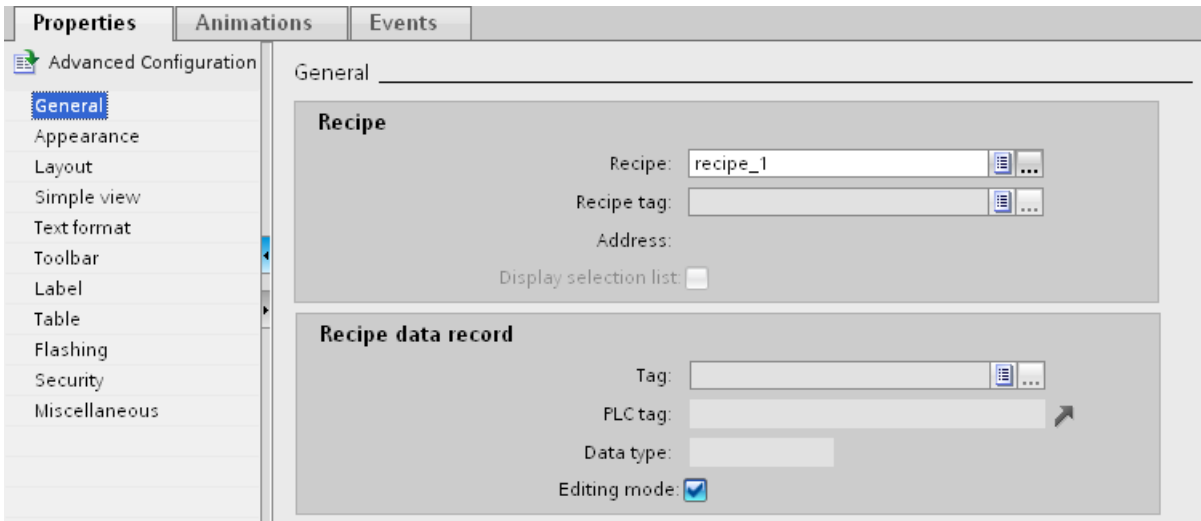 Properties Animations Events
Advanced Configuration
General
Appearance
Layout
Simple view
Text format
Toolbar
Label
Table
Flashing
Security
Miscellaneous
General
Recipe
Recipe: recipe_1 ...
Recipe tag: ...
Address:
Display selection list:
Recipe data record
Tag: ...
PLC tag:
Data type:
Editing mode: